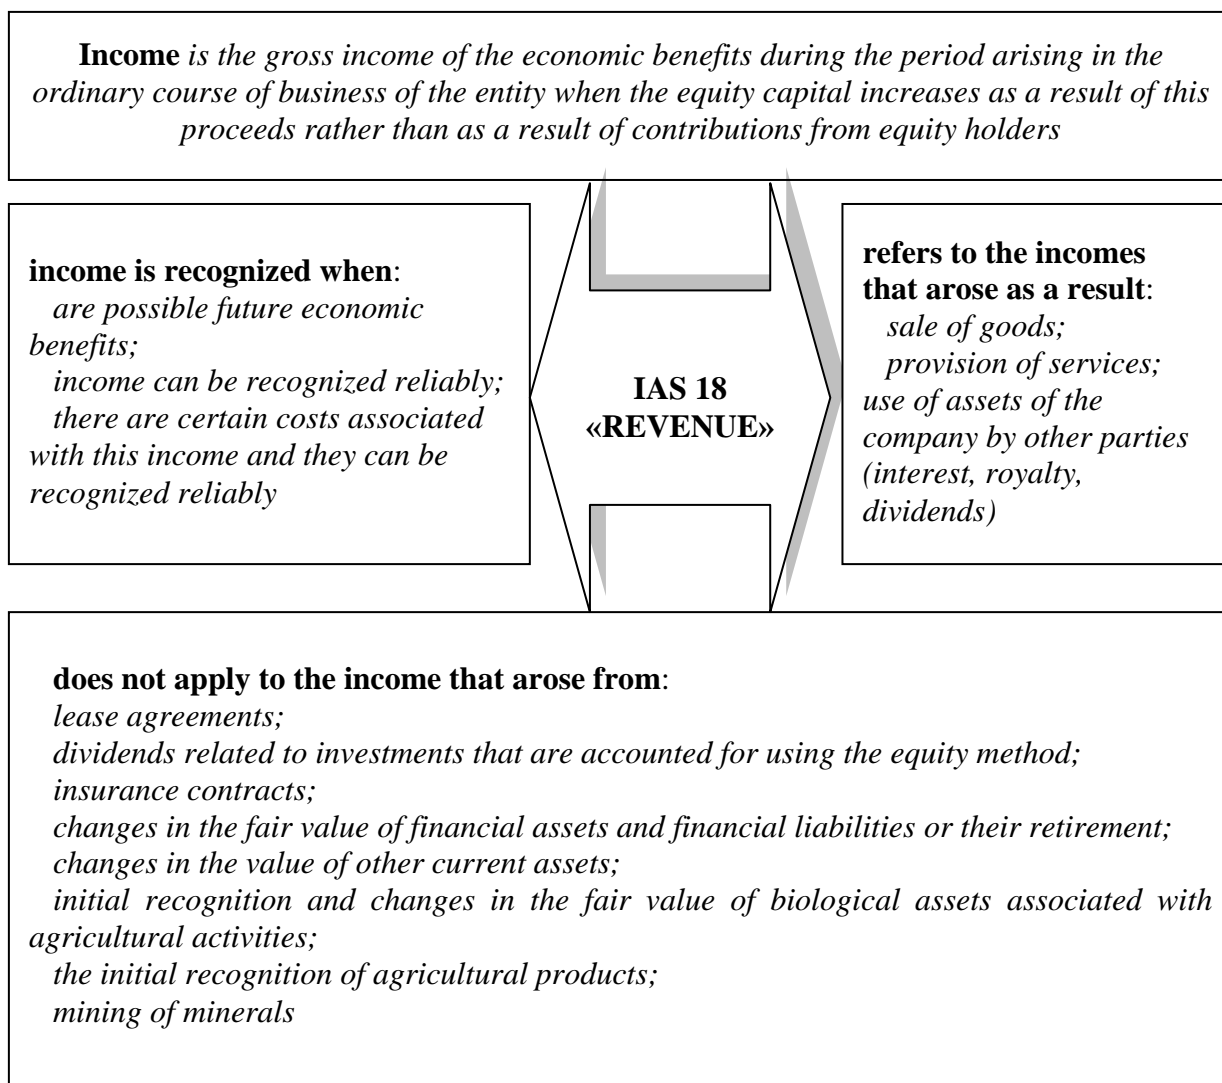 Income is the gross income of the economic benefits during the period arising in the
ordinary course of business of the entity when the equity capital increases as a result of this
proceeds rather than as a result of contributions from equity holders
income is recognized when:
are possible future economic
benefits;
income can be recognized reliably;
there are certain costs associated
with this income and they can be
recognized reliably
IAS 18
«REVENUE»
refers to the incomes
that arose as a result:
sale of goods;
provision of services;
use of assets of the
company by other parties
(interest, royalty,
dividends)
does not apply to the income that arose from:
lease agreements;
dividends related to investments that are accounted for using the equity method;
insurance contracts;
changes in the fair value of financial assets and financial liabilities or their retirement;
changes in the value of other current assets;
initial recognition and changes in the fair value of biological assets associated with
agricultural activities;
the initial recognition of agricultural products;
mining of minerals